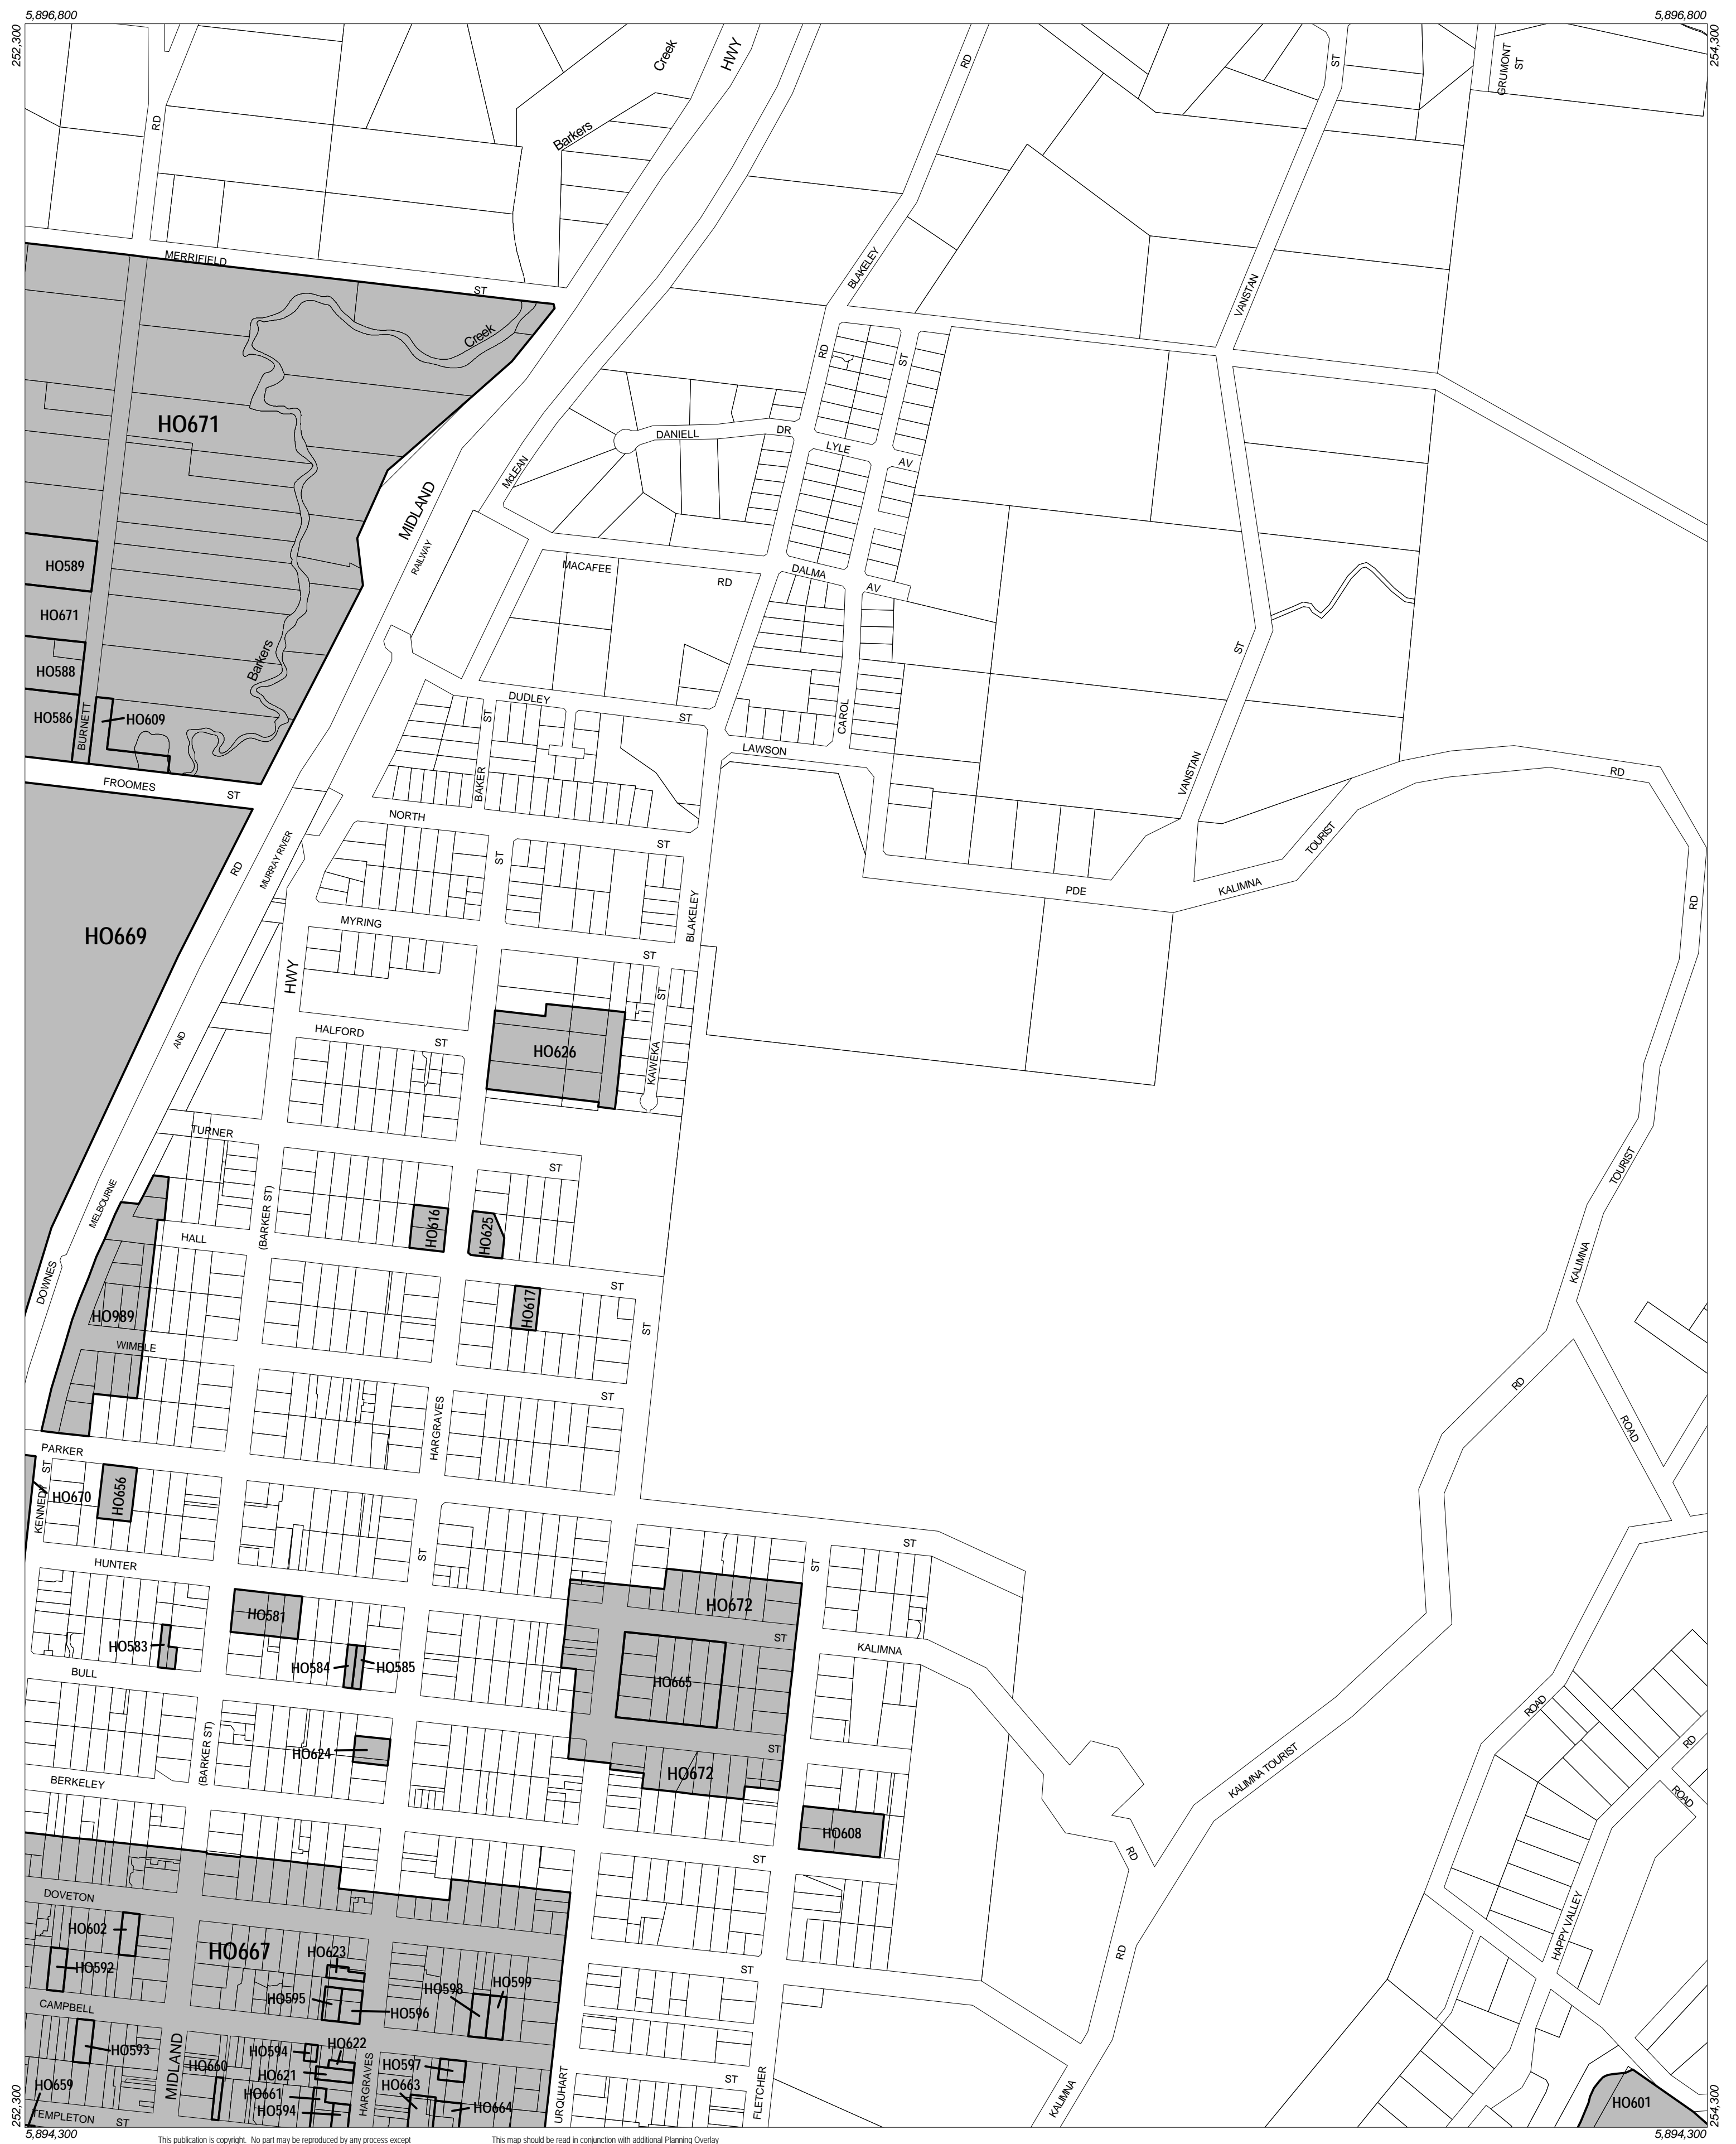 5,896,800
5,896,800
252,300
254,300
Creek
HWY
RD
ST
GRUMONT
ST
RD
Barkers
MERRIFIELD
ST
BLAKELEY
VANSTAN
Creek
RD
ST
HO671
DANIELL
DR
LYLE
AV
McLEAN
MIDLAND
RAILWAY
HO589
MACAFEE
RD
DALMA
AV
HO671
Barkers
ST
HO588
HO586
BURNETT
HO609
DUDLEY
ST
ST
CAROL
LAWSON
VANSTAN
RD
FROOMES
ST
BAKER
NORTH
ST
ST
TOURIST
RD
MURRAY RIVER
PDE
KALIMNA
RD
HO669
MYRING
BLAKELEY
ST
HWY
ST
AND
HALFORD
ST
HO626
KAWEKA
TURNER
ST
TOURIST
MELBOURNE
(BARKER ST)
HO616
HO625
HALL
KALIMNA
DOWNES
ST
HO617
HO989
ST
WIMBLE
RD
ST
HARGRAVES
ROAD
PARKER
ST
KENNEDY
HO670
HO656
HUNTER
ST
ST
ST
HO581
HO672
HO583
ST
KALIMNA
HO584
HO585
BULL
HO665
ROAD
(BARKER ST)
HO624
ST
RD
BERKELEY
HO672
KALIMNA TOURIST
ROAD
HO608
ST
RD
DOVETON
HO602
HO667
HO623
HAPPY VALLEY
RD
HO592
ST
HO595
HO598
HO599
HO596
CAMPBELL
HO593
MIDLAND
HO594
HO622
HO660
HO621
HARGRAVES
HO597
HO659
HO661
HO663
ST
HO594
HO664
URQUHART
FLETCHER
KALIMNA
HO601
TEMPLETON
ST
252,300
254,300
5,894,300
5,894,300
This publication is copyright. No part may be reproduced by any process except
This map should be read in conjunction with additional Planning Overlay